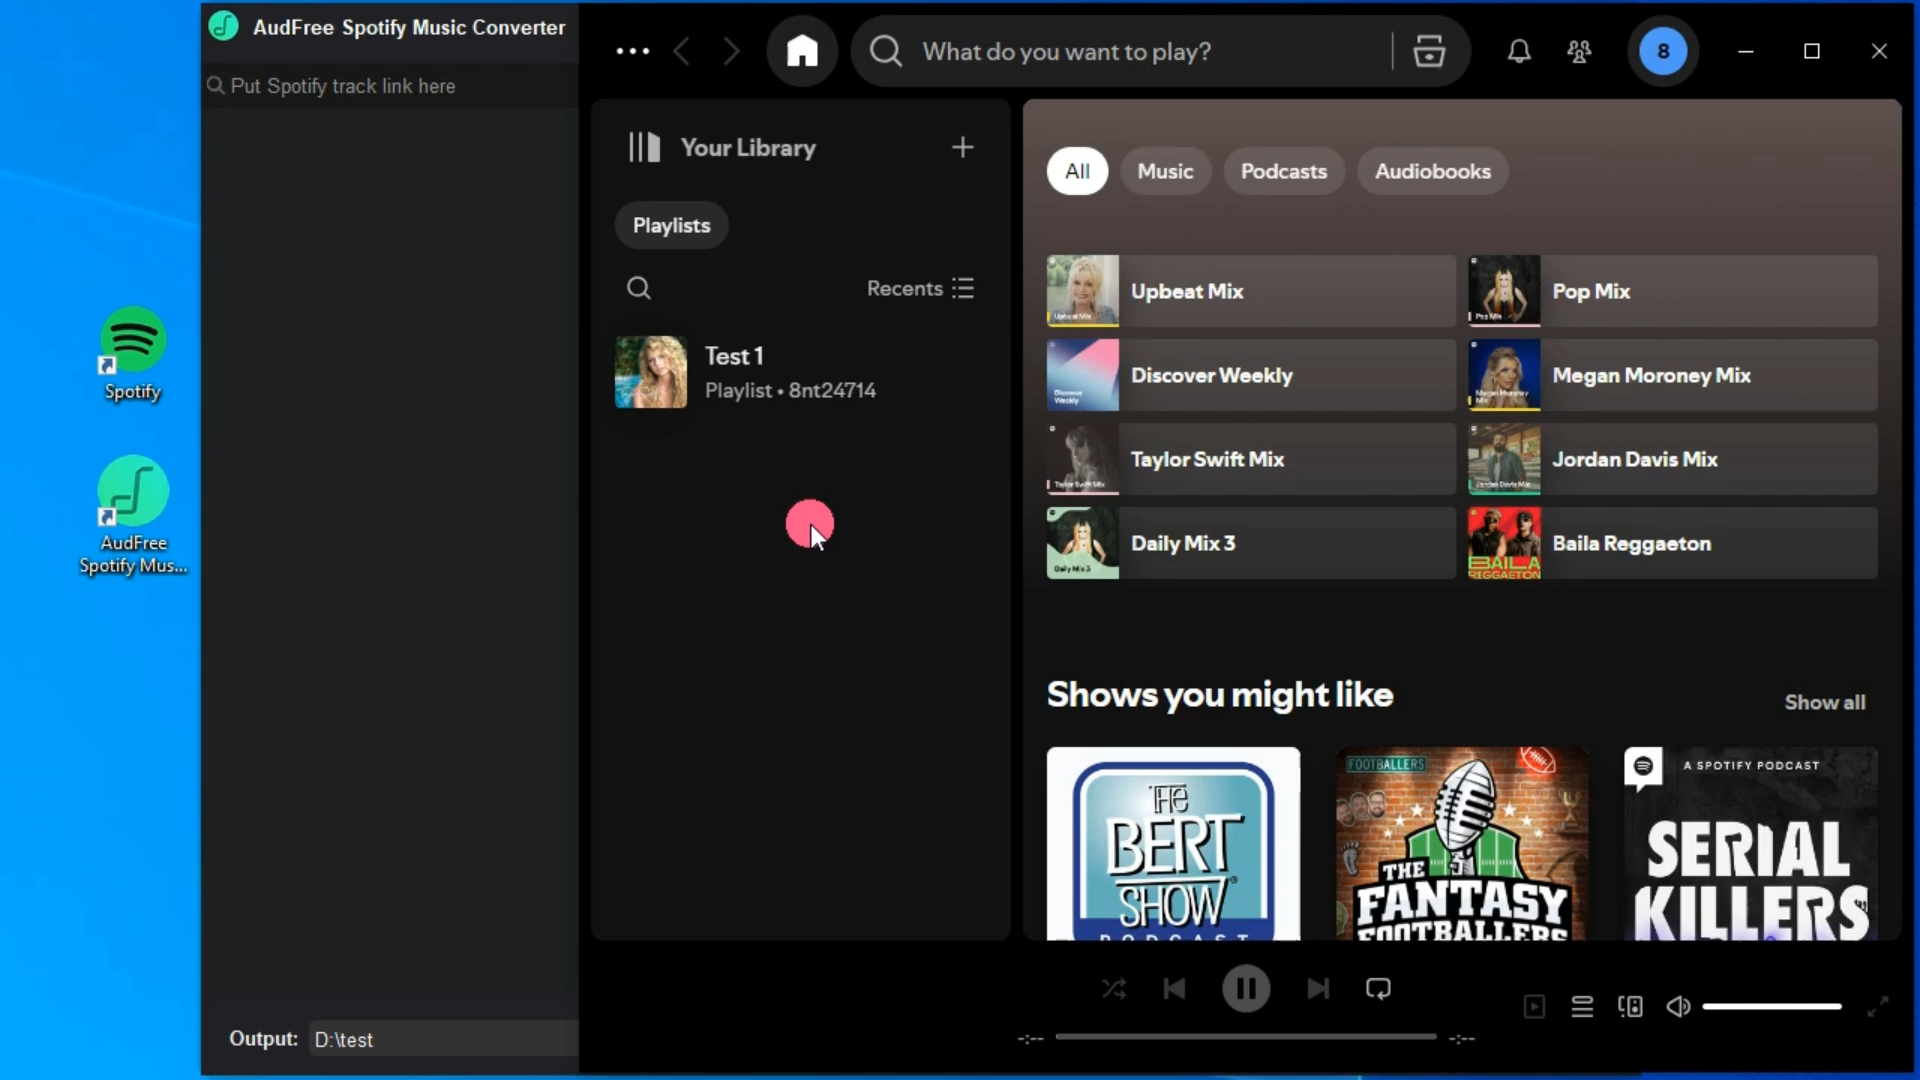 AudFree Spotify Music Converter
Put Spotify track link here
What do you want to play?
8
Your Library
Playlists
Recents
Test 1
Playlist • 8nt24714
All
Music
Podcasts
Audiobooks
Upbeat Mix
Pop Mix
Discover Weekly
Megan Moroney Mix
Taylor Swift Mix
Jordan Davis Mix
Daily Mix 3
Baila Reggaeton
BAILA
REGGAETON
Shows you might like
Show all
THE
BERT
SHOW
PODCAST
FOOTBALLERS
THE
FANTASY
FOOTBALLERS
A SPOTIFY PODCAST
SERIAL
KILLERS
Spotify
AudFree
Spotify Mus...
Output: D:\test
-:--
-:--